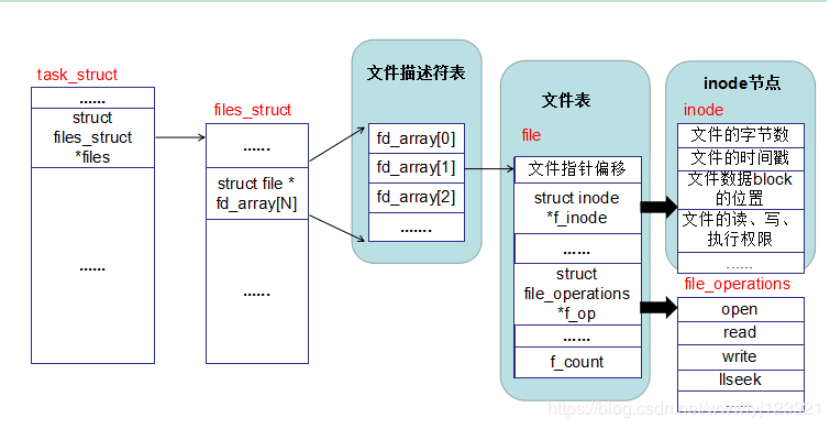 task_struct
......
struct
files_struct
*files
......
files_struct
......
struct file *
fd_array[N]
......
文件描述符表
fd_array[0]
fd_array[1]
fd_array[2]
.......
文件表
file
文件指针偏移
struct inode
*f_inode
......
struct
file_operations
*f_op
......
f_count
inode节点
inode
文件的字节数
文件的时间戳
文件数据block
的位置
文件的读、写、
执行权限
......
file_operations
open
read
write
llseek
......